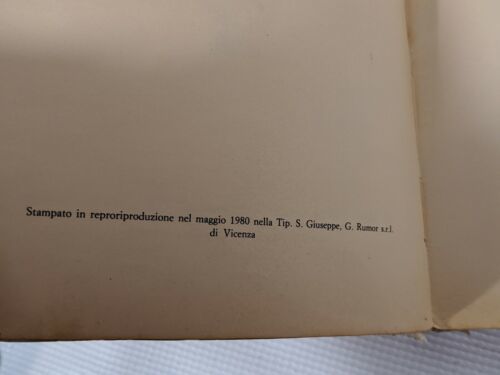 Stampato in reproriproduzione nel maggio 1980 nella Tip. S. Giuseppe, G. Rumor s.r.l.
di Vicenza